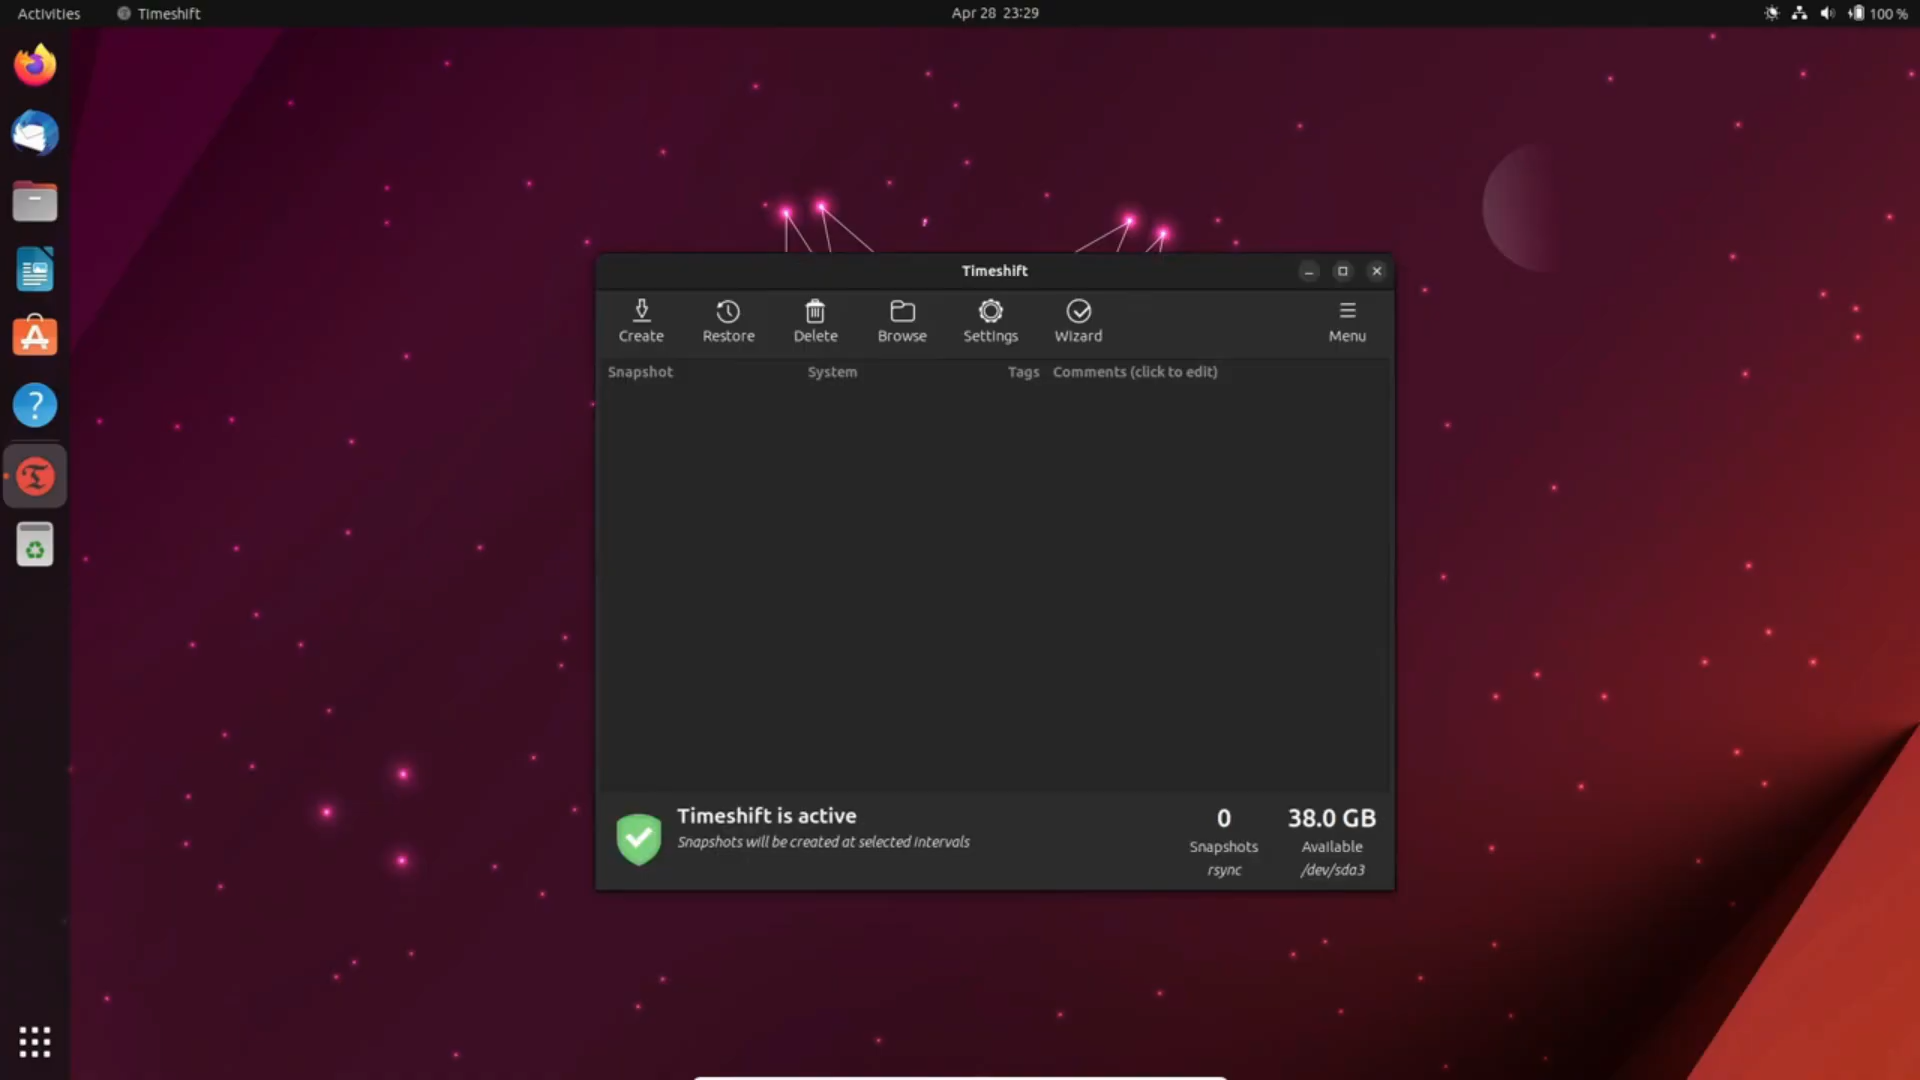 Activities Timeshift Apr 28 23:29 100 %
Timeshift
Create Restore Delete Browse Settings Wizard Menu
Snapshot System Tags Comments (click to edit)
Timeshift is active
Snapshots will be created at selected intervals
0 38.0 GB
Snapshots Available
rsync /dev/sda3